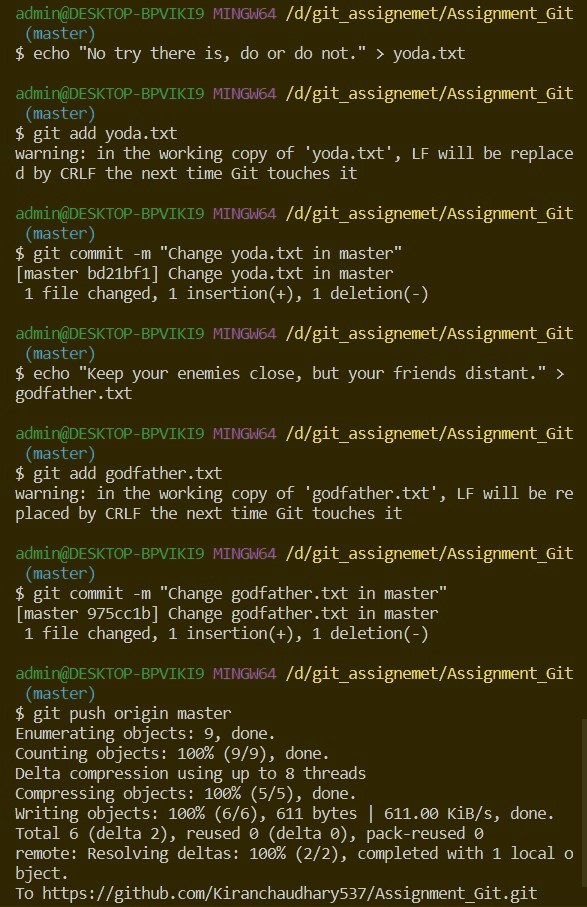 admin@DESKTOP-BPVIKI9 MINGW64 /d/git_assignemet/Assignment_Git
(master)
$ echo "No try there is, do or do not." > yoda.txt
admin@DESKTOP-BPVIKI9 MINGW64 /d/git_assignemet/Assignment_Git
(master)
$ git add yoda.txt
warning: in the working copy of 'yoda.txt', LF will be replace
d by CRLF the next time Git touches it
admin@DESKTOP-BPVIKI9 MINGW64 /d/git_assignemet/Assignment_Git
(master)
$ git commit -m "Change yoda.txt in master"
[master bd21bf1] Change yoda.txt in master
1 file changed, 1 insertion(+), 1 deletion(-)
admin@DESKTOP-BPVIKI9 MINGW64 /d/git_assignemet/Assignment_Git
(master)
$ echo "Keep your enemies close, but your friends distant." >
godfather.txt
admin@DESKTOP-BPVIKI9 MINGW64 /d/git_assignemet/Assignment_Git
(master)
$ git add godfather.txt
warning: in the working copy of 'godfather.txt', LF will be re
placed by CRLF the next time Git touches it
admin@DESKTOP-BPVIKI9 MINGW64 /d/git_assignemet/Assignment_Git
(master)
$ git commit -m "Change godfather.txt in master"
[master 975cc1b] Change godfather.txt in master
1 file changed, 1 insertion(+), 1 deletion(-)
admin@DESKTOP-BPVIKI9 MINGW64 /d/git_assignemet/Assignment_Git
(master)
$ git push origin master
Enumerating objects: 9, done.
Counting objects: 100% (9/9), done.
Delta compression using up to 8 threads
Compressing objects: 100% (5/5), done.
Writing objects: 100% (6/6), 611 bytes | 611.00 KiB/s, done.
Total 6 (delta 2), reused 0 (delta 0), pack-reused 0
remote: Resolving deltas: 100% (2/2), completed with 1 local o
bject.
To https://github.com/Kiranchaudhary537/Assignment_Git.git